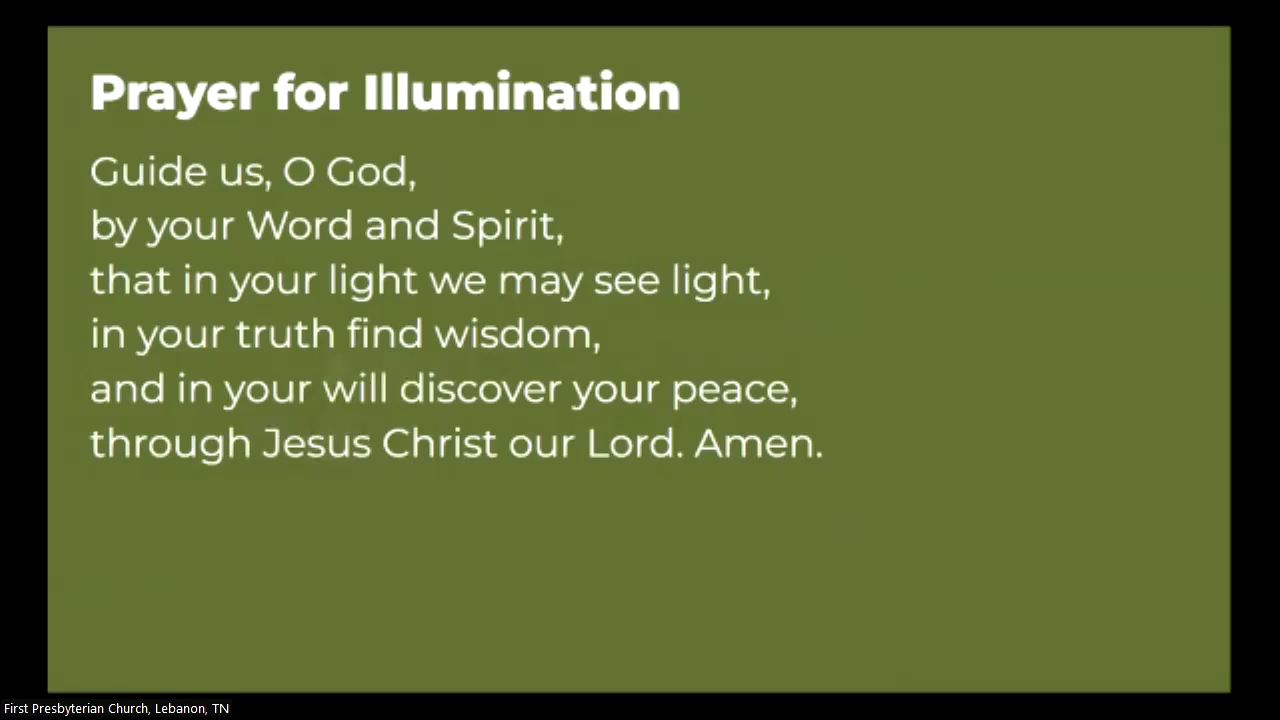 Prayer for Illumination
Guide us, O God,
by your Word and Spirit,
that in your light we may see light,
in your truth find wisdom,
and in your will discover your peace,
through Jesus Christ our Lord. Amen.
First Presbyterian Church, Lebanon, TN